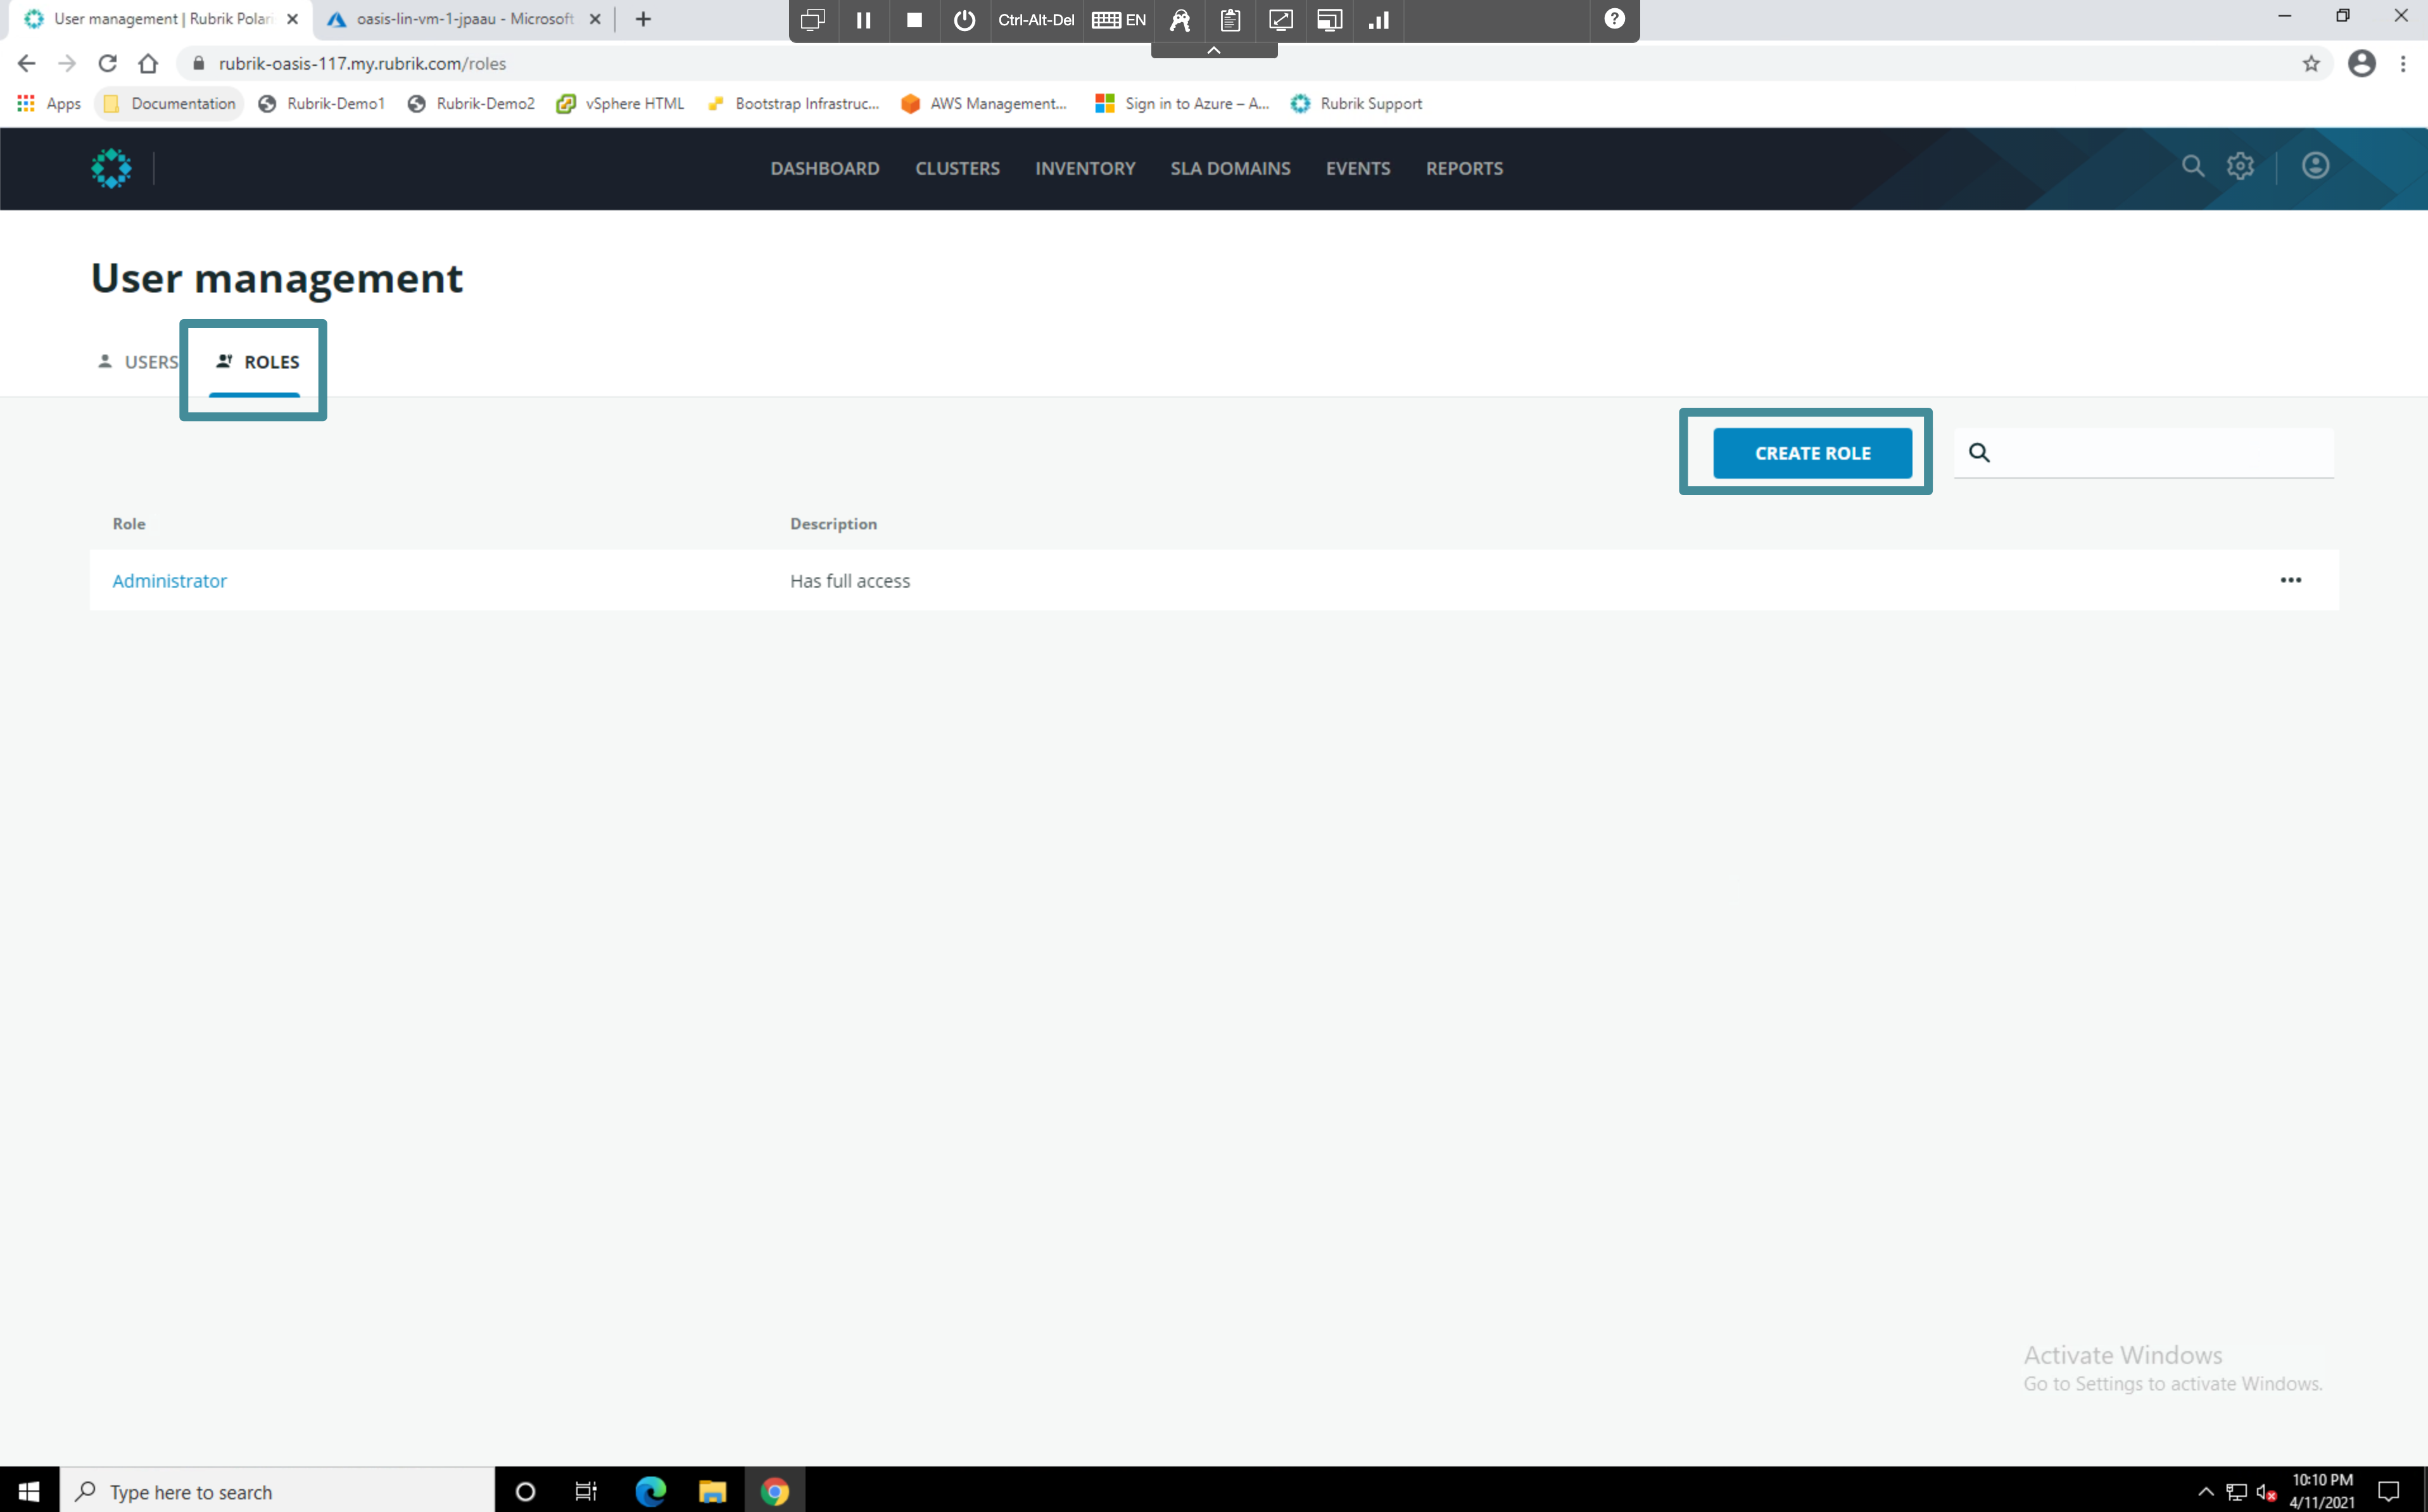 User management | Rubrik Polari
oasis-lin-vm-1-jpaau - Microsoft
Ctrl-Alt-Del
EN
rubrik-oasis-117.my.rubrik.com/roles
Apps
Documentation
Rubrik-Demo1
Rubrik-Demo2
vSphere HTML
Bootstrap Infrastruc...
AWS Management...
Sign in to Azure – A...
Rubrik Support
DASHBOARD
CLUSTERS
INVENTORY
SLA DOMAINS
EVENTS
REPORTS
User management
USERS
ROLES
CREATE ROLE
Role
Description
Administrator
Has full access
Activate Windows
Go to Settings to activate Windows.
Type here to search
10:10 PM
4/11/2021